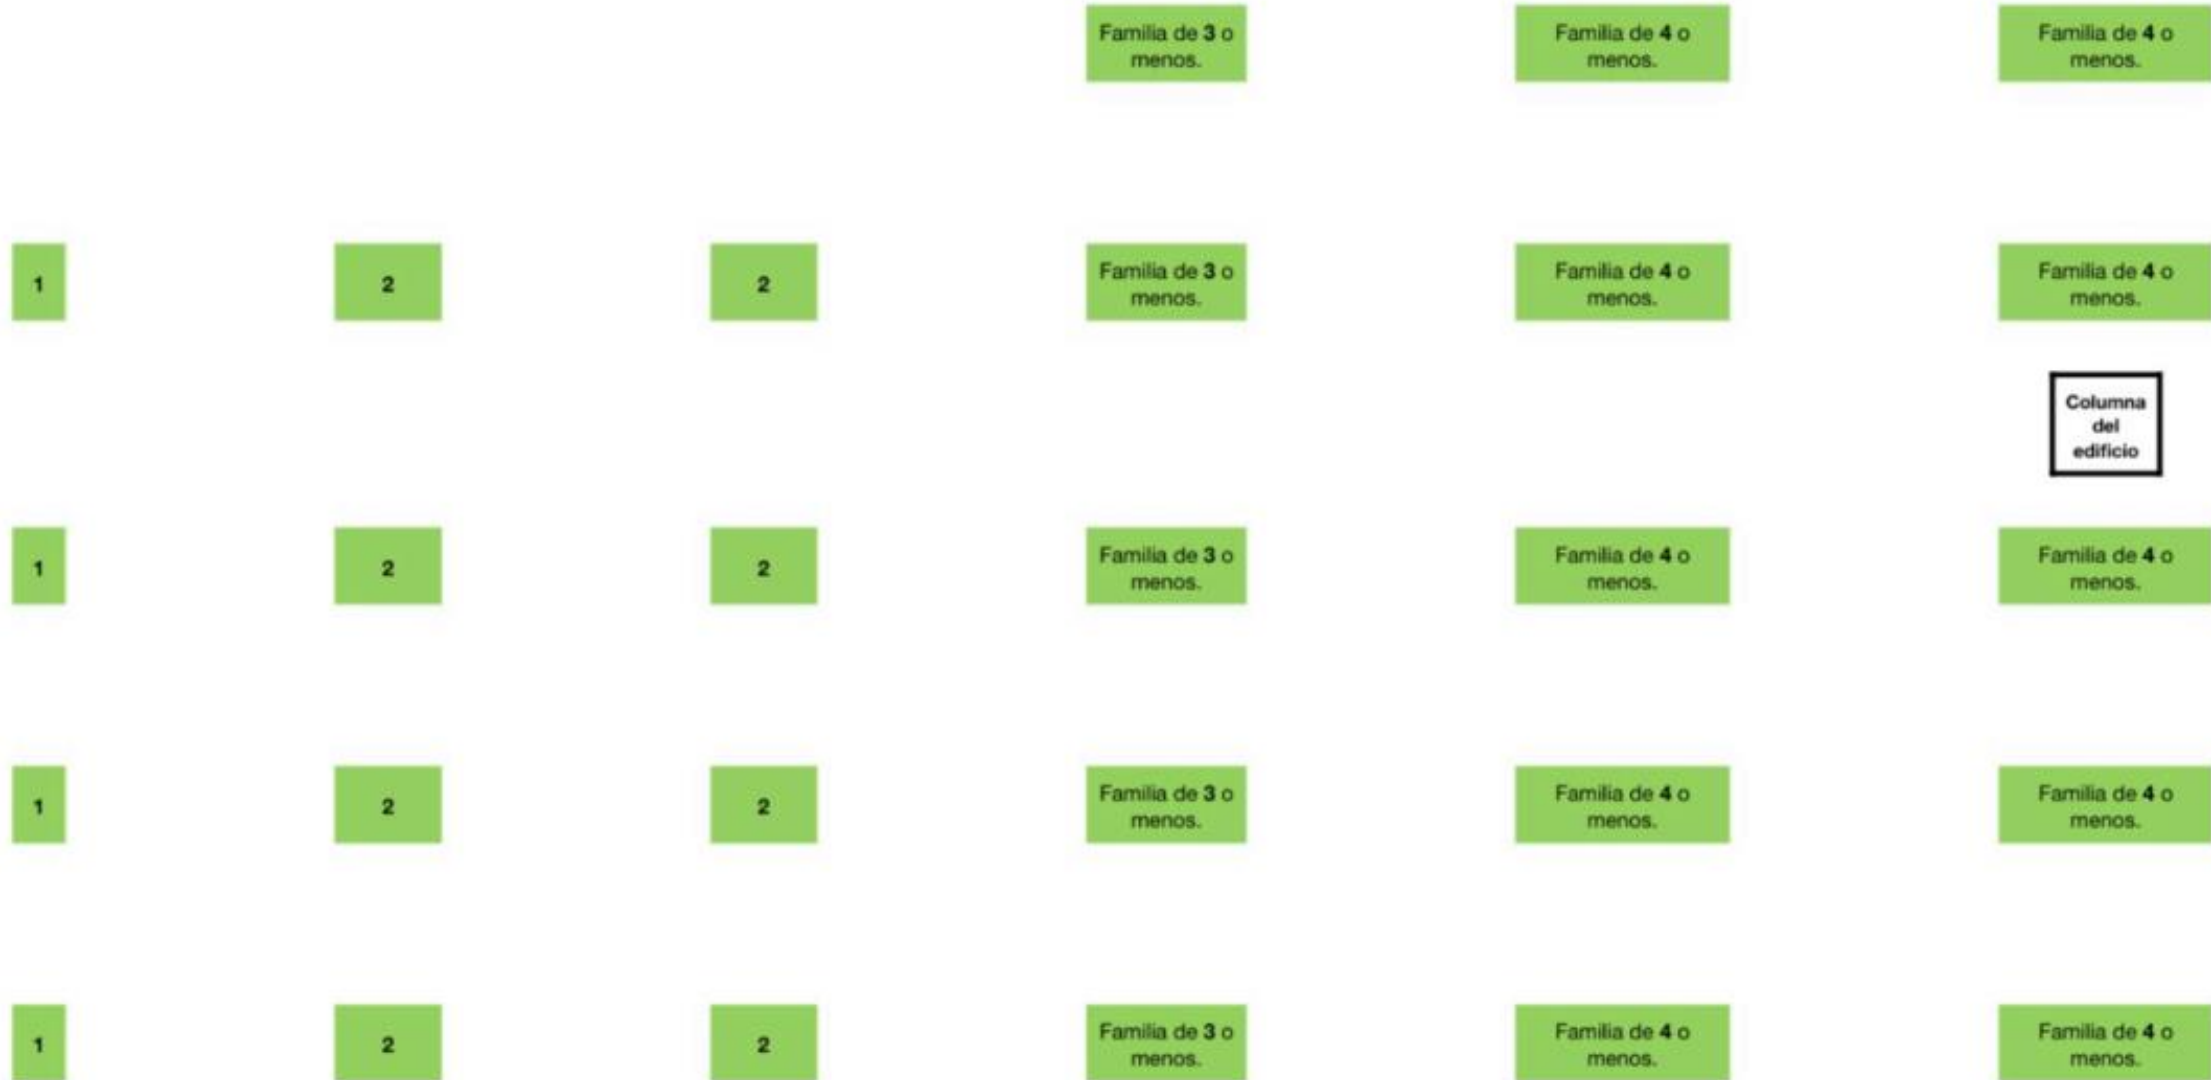 Familia de 3 o
menos.
Familia de 4 o
menos.
Familia de 4 o
menos.
1
2
2
Familia de 3 o
menos.
Familia de 4 o
menos.
Familia de 4 o
menos.
Columna
del
edificio
1
2
2
Familia de 3 o
menos.
Familia de 4 o
menos.
Familia de 4 o
menos.
1
2
2
Familia de 3 o
menos.
Familia de 4 o
menos.
Familia de 4 o
menos.
1
2
2
Familia de 3 o
menos.
Familia de 4 o
menos.
Familia de 4 o
menos.